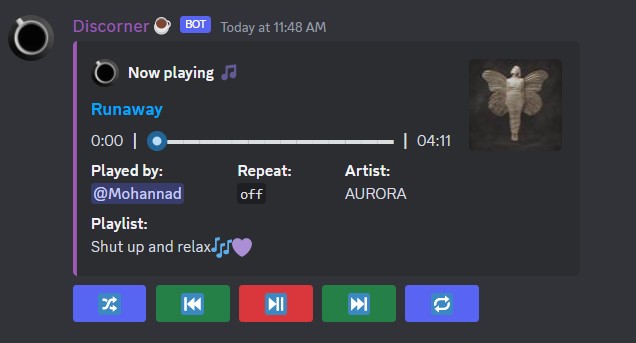 Discorner ☕ BOT Today at 11:48 AM
Now playing 🎵
Runaway
0:00 | | 04:11
Played by: Repeat: Artist:
@Mohannad off AURORA
Playlist:
Shut up and relax🎶💜